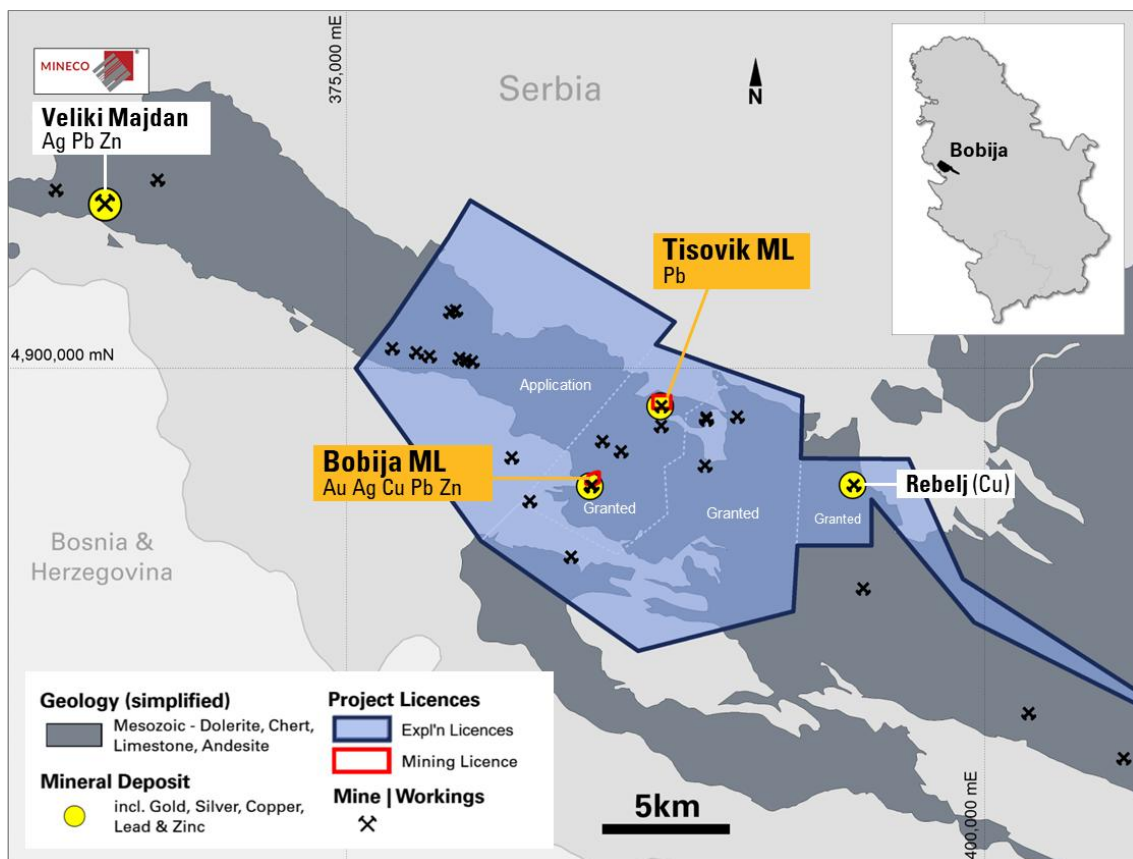 MINECO
Veliki Majdan
Ag Pb Zn
375,000 mE
Serbia
N
Bobija
Tisovik ML
Pb
4,900,000 mN
Application
Bobija ML
Au Ag Cu Pb Zn
Granted
Granted
Granted
Rebelj (Cu)
Bosnia &
Herzegovina
Geology (simplified)
Mesozoic - Dolerite, Chert,
Limestone, Andesite
Mineral Deposit
incl. Gold, Silver, Copper,
Lead & Zinc
Project Licences
Expl'n Licences
Mining Licence
Mine | Workings
5km
400,000 mE